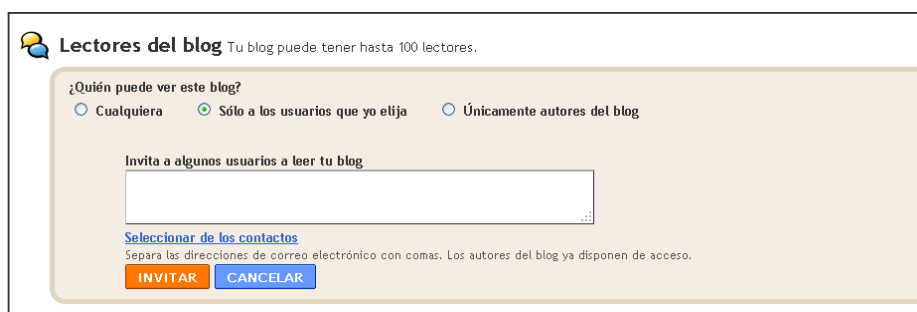 Lectores del blog Tu blog puede tener hasta 100 lectores.
¿Quién puede ver este blog?
Cualquiera Sólo a los usuarios que yo elija Únicamente autores del blog
Invita a algunos usuarios a leer tu blog
Seleccionar de los contactos
Separa las direcciones de correo electrónico con comas. Los autores del blog ya disponen de acceso.
INVITAR CANCELAR